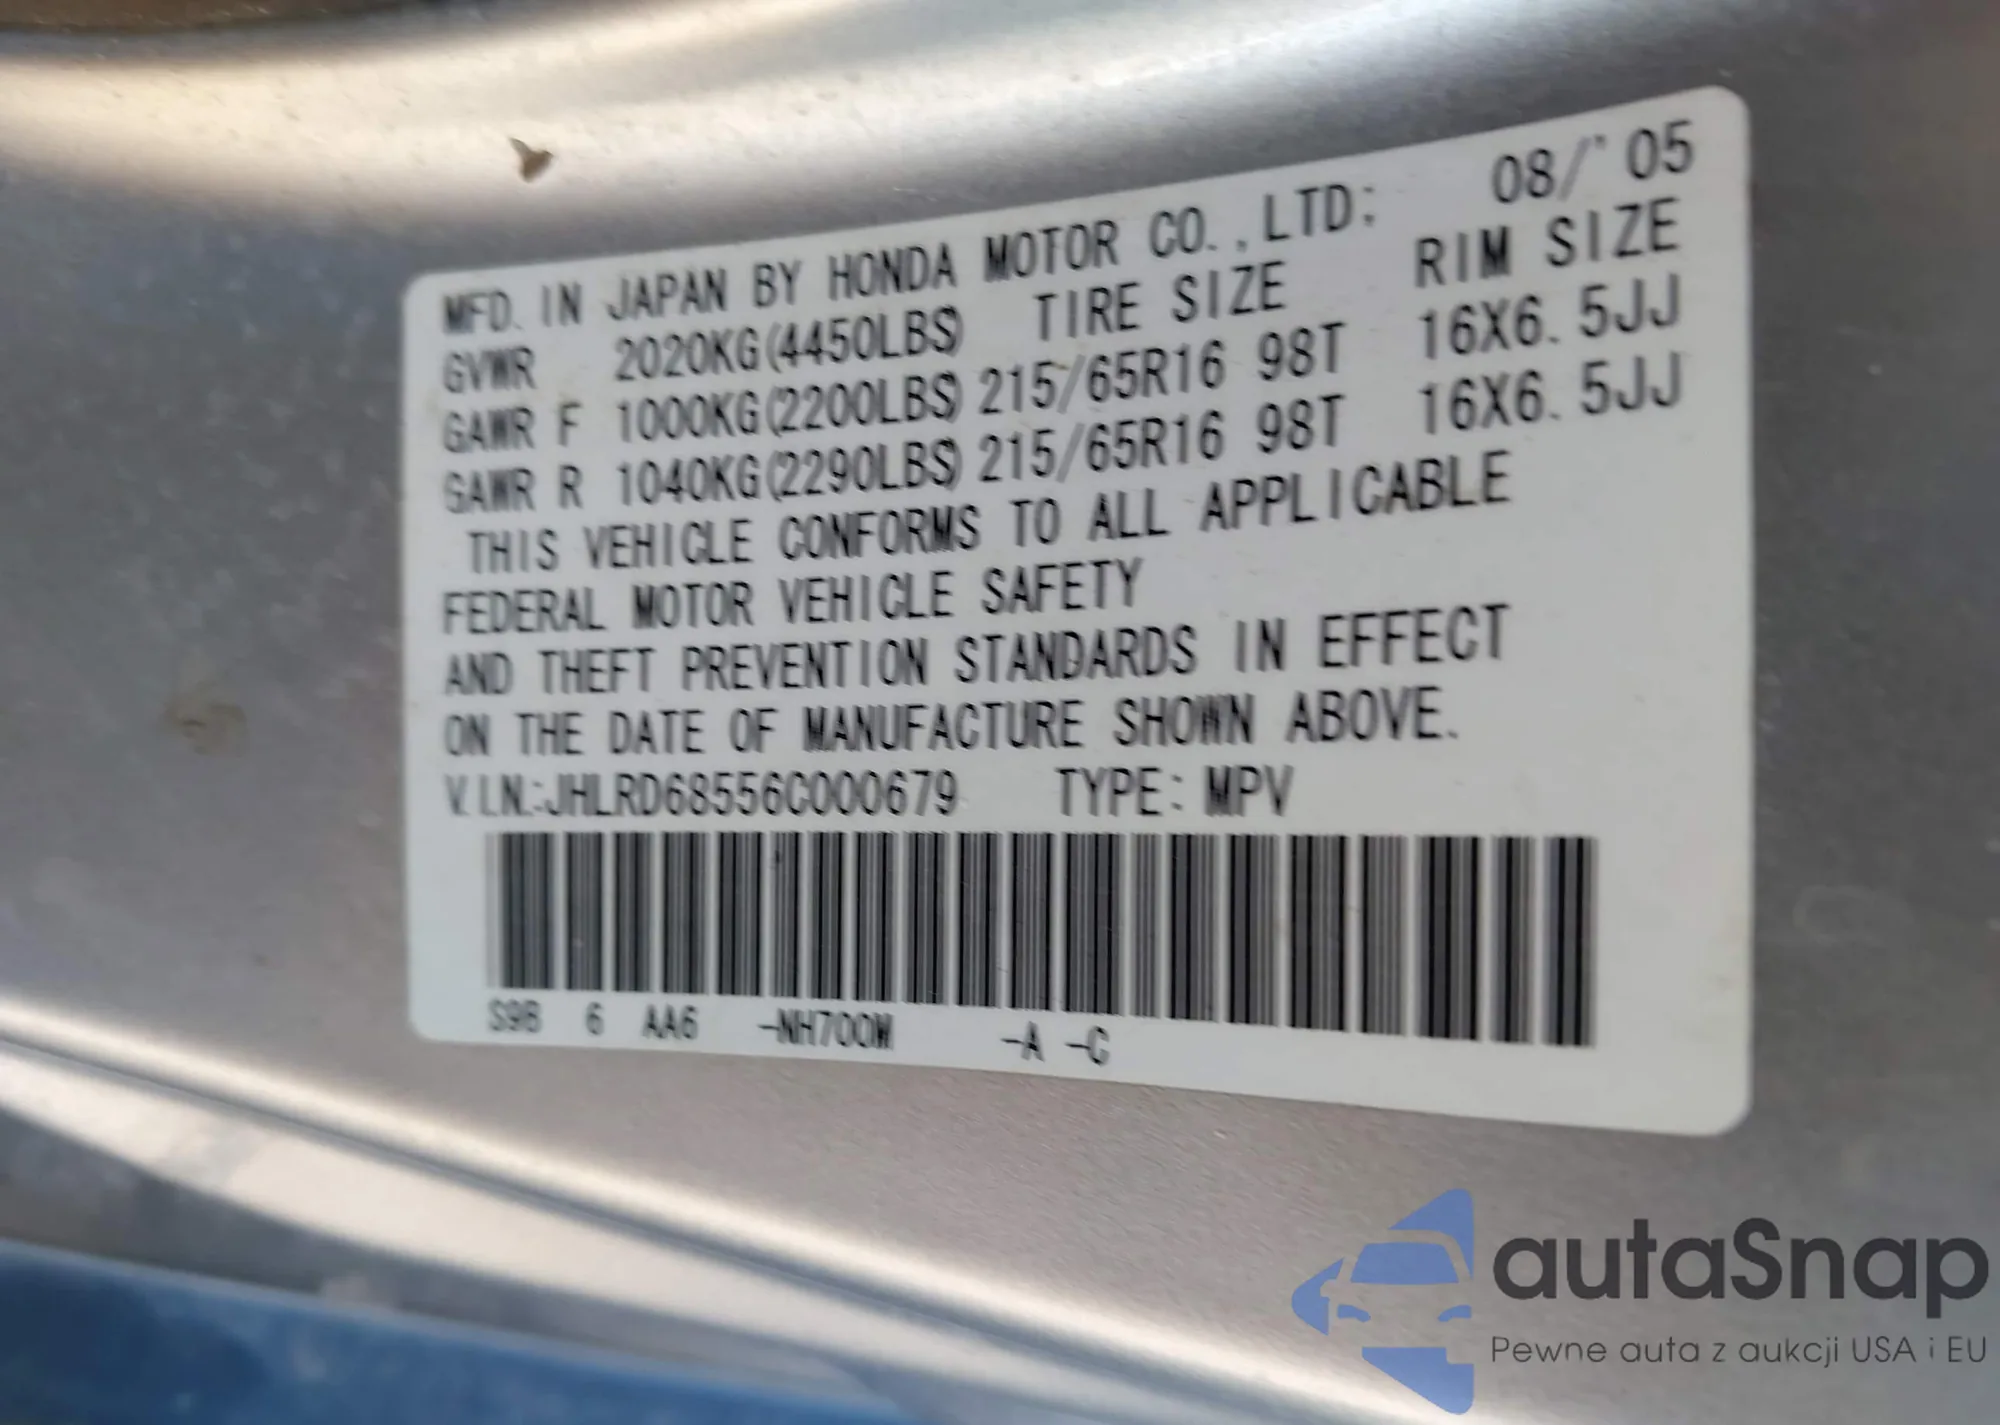 MFD. IN JAPAN BY HONDA MOTOR CO.,LTD: 08/'05
GVWR 2020KG(4450LBS) TIRE SIZE RIM SIZE
GAWR F 1000KG(2200LBS) 215/65R16 98T 16X6.5JJ
GAWR R 1040KG(2290LBS) 215/65R16 98T 16X6.5JJ
THIS VEHICLE CONFORMS TO ALL APPLICABLE
FEDERAL MOTOR VEHICLE SAFETY
AND THEFT PREVENTION STANDARDS IN EFFECT
ON THE DATE OF MANUFACTURE SHOWN ABOVE.
V.I.N.:JHLRD68556C000679 TYPE: MPV
S9B 6 AA6 -NH700M -A -C
autaSnap
Pewne auta z aukcji USA i EU